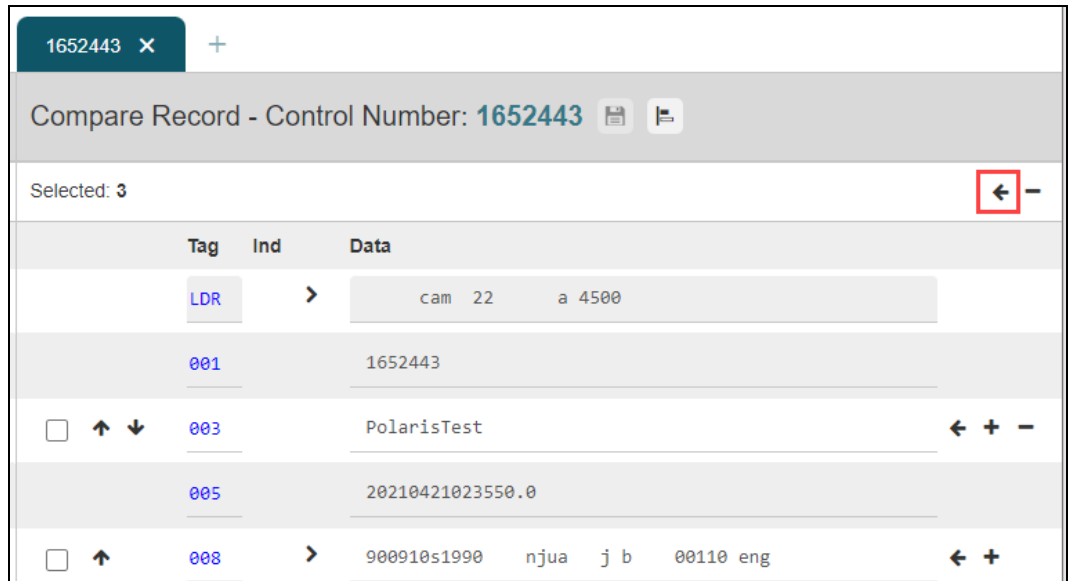 1652443
Compare Record - Control Number: 1652443
Selected: 3
Tag Ind Data
LDR cam 22 a 4500
001 1652443
003 PolarisTest
005 20210421023550.0
008 900910s1990 njua j b 00110 eng